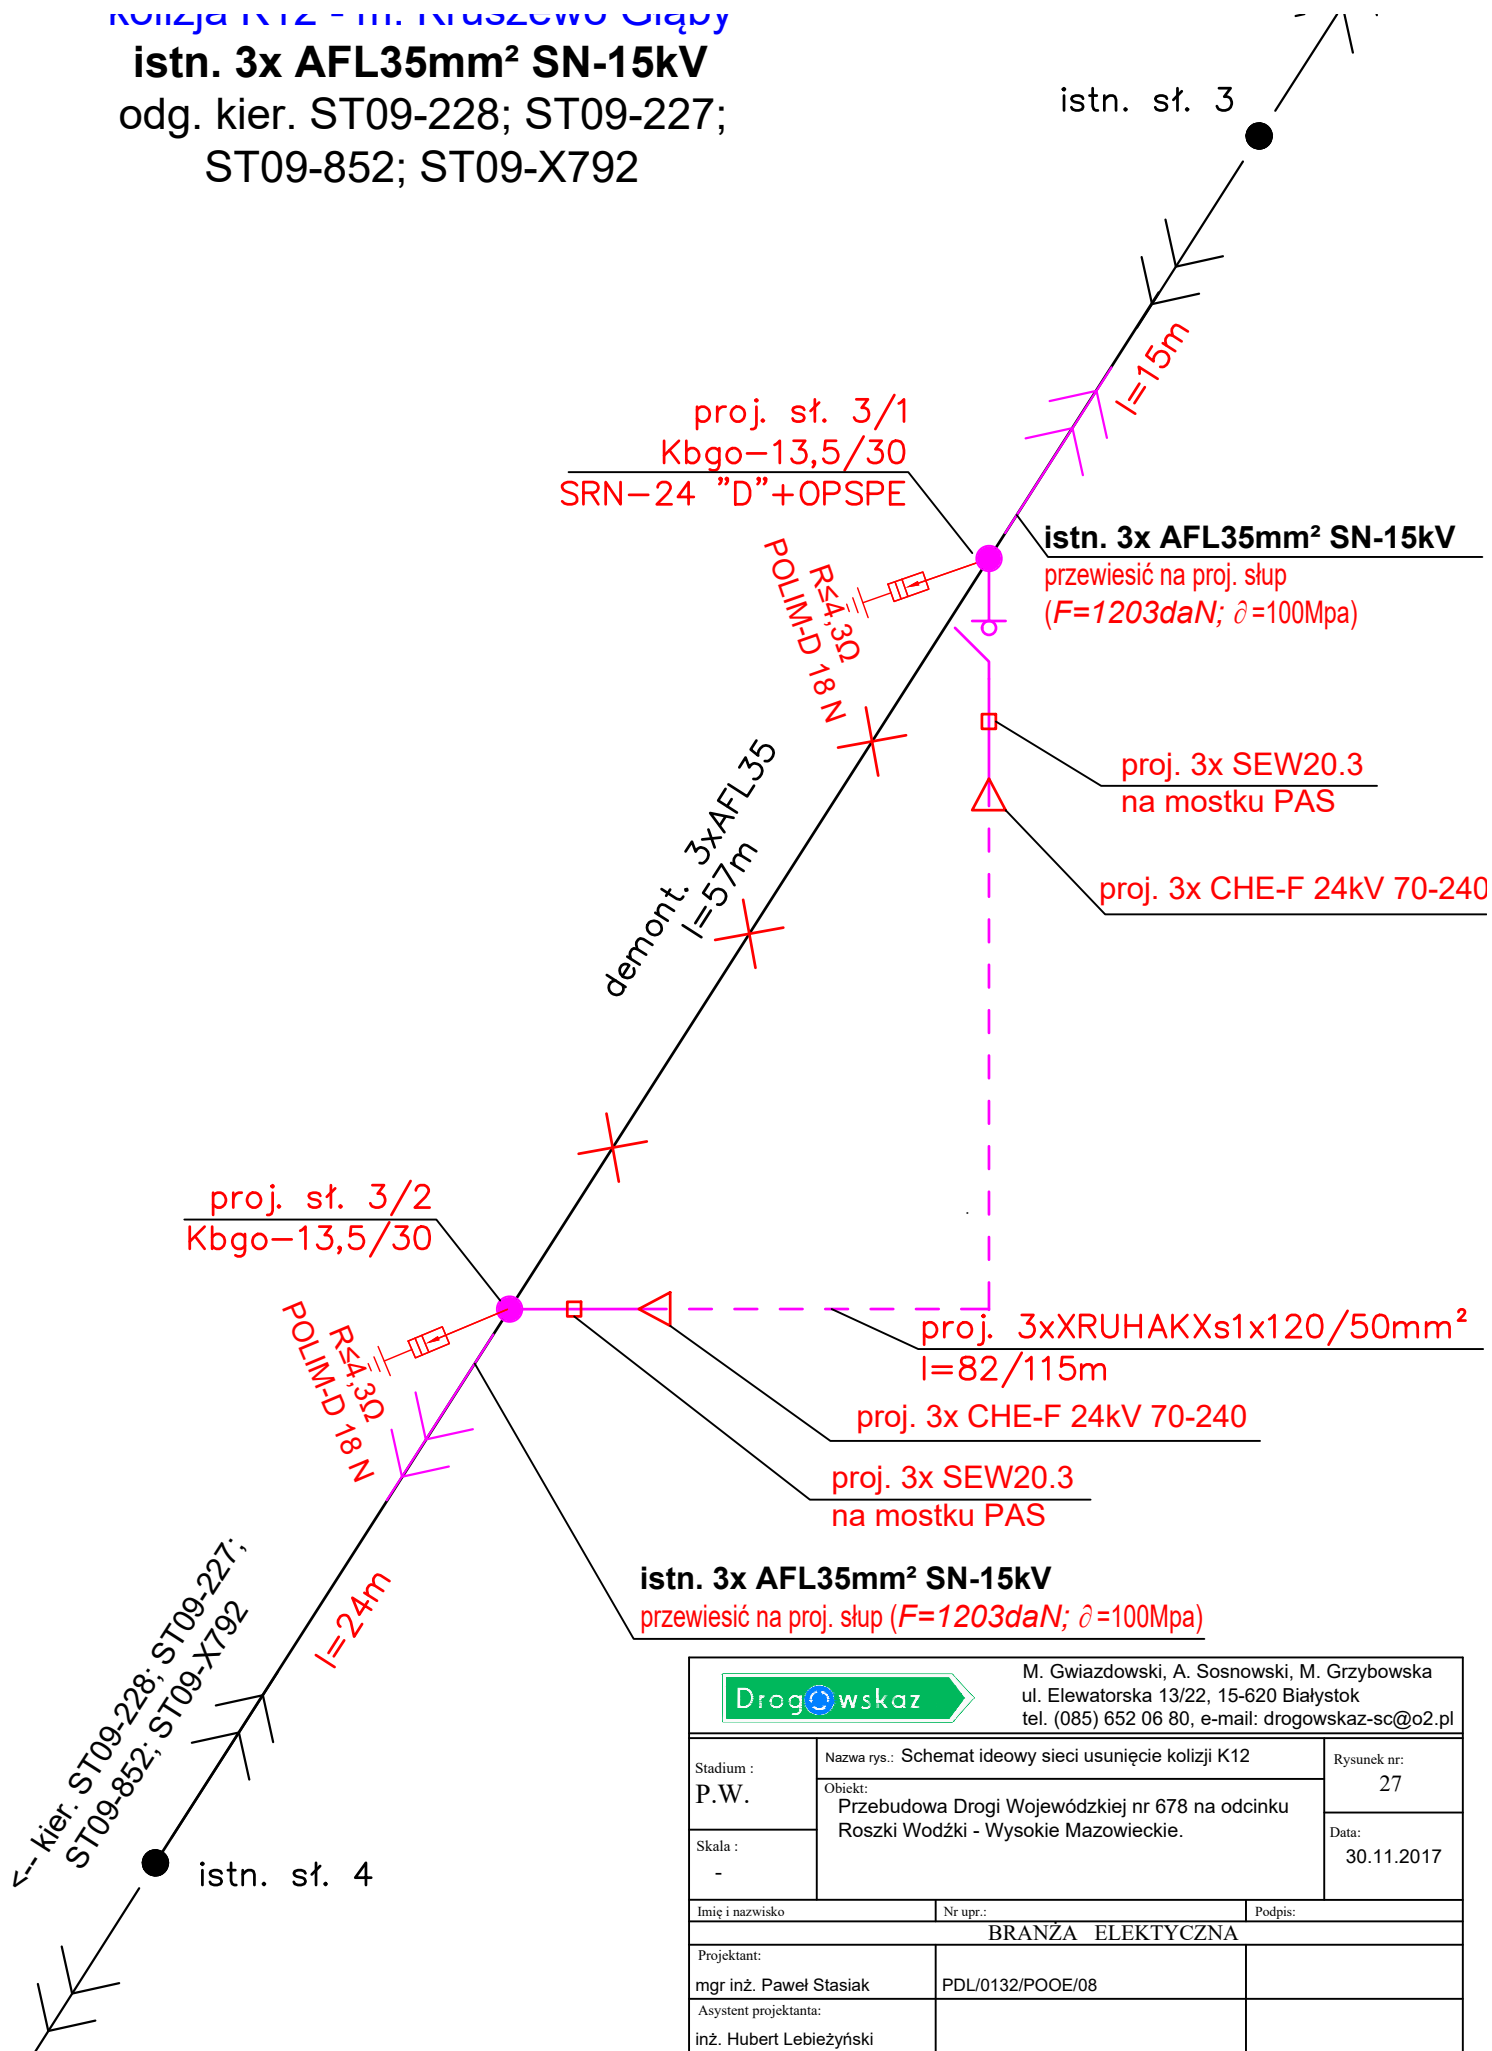 kolizja K12 - m. Kruszewo Głąby
istn. 3x AFL35mm² SN-15kV
odg. kier. ST09-228; ST09-227;
ST09-852; ST09-X792
istn. sł. 3
l=15m
proj. sł. 3/1
Kbgo-13,5/30
SRN-24 "D"+OPSPE
istn. 3x AFL35mm² SN-15kV
przewiesić na proj. słup
(F=1203daN; ∂=100Mpa)
R≤4,3Ω
POLIM-D 18 N
proj. 3x SEW20.3
na mostku PAS
demont. 3xAFL35
l=57m
proj. 3x CHE-F 24kV 70-240
proj. sł. 3/2
Kbgo-13,5/30
R≤4,3Ω
POLIM-D 18 N
proj. 3xXRUHAKXs1x120/50mm²
l=82/115m
proj. 3x CHE-F 24kV 70-240
proj. 3x SEW20.3
na mostku PAS
istn. 3x AFL35mm² SN-15kV
przewiesić na proj. słup (F=1203daN; ∂=100Mpa)
l=24m
<-- kier. ST09-228; ST09-227;
ST09-852; ST09-X792
istn. sł. 4
Drogowskaz
M. Gwiazdowski, A. Sosnowski, M. Grzybowska
ul. Elewatorska 13/22, 15-620 Białystok
tel. (085) 652 06 80, e-mail: drogowskaz-sc@o2.pl
Stadium :
P.W.
Nazwa rys.: Schemat ideowy sieci usunięcie kolizji K12
Rysunek nr:
27
Obiekt:
Przebudowa Drogi Wojewódzkiej nr 678 na odcinku
Roszki Wodźki - Wysokie Mazowieckie.
Skala :
-
Data:
30.11.2017
Imię i nazwisko
Nr upr.:
Podpis:
BRANŻA ELEKTYCZNA
Projektant:
mgr inż. Paweł Stasiak
PDL/0132/POOE/08
Asystent projektanta:
inż. Hubert Lebieżyński